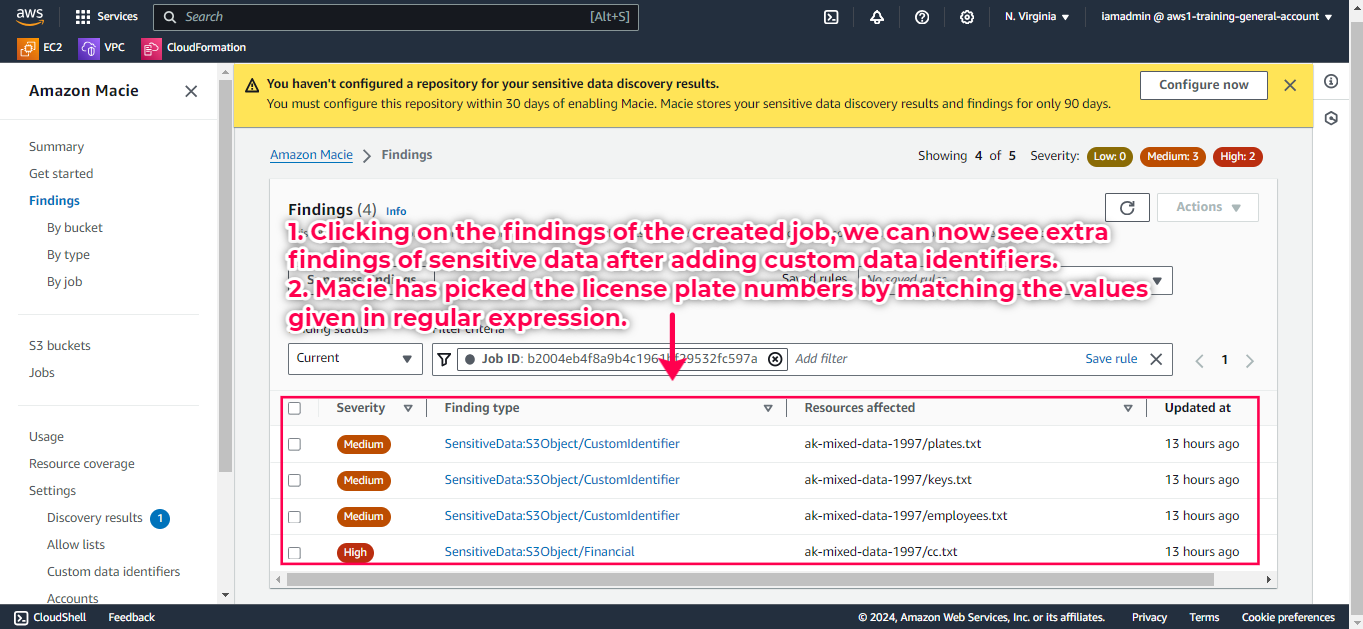 aws
Services
Search
[Alt+S]
N. Virginia
iamadmin @ aws1-training-general-account
EC2
VPC
CloudFormation
Amazon Macie
You haven't configured a repository for your sensitive data discovery results.
You must configure this repository within 30 days of enabling Macie. Macie stores your sensitive data discovery results and findings for only 90 days.
Configure now
Summary
Get started
Findings
By bucket
By type
By job
S3 buckets
Jobs
Usage
Resource coverage
Settings
Discovery results 1
Allow lists
Custom data identifiers
Accounts
Amazon Macie > Findings
Showing 4 of 5 Severity: Low: 0 Medium: 3 High: 2
Findings (4) Info
Actions
1. Clicking on the findings of the created job, we can now see extra
findings of sensitive data after adding custom data identifiers.
Saved rules
No saved rules
2. Macie has picked the license plate numbers by matching the values
given in regular expression.
status
Filter criteria
Current
Job ID:
Add filter
Save rule
1
Severity Finding type Resources affected Updated at
Medium SensitiveData:S3Object/CustomIdentifier ak-mixed-data-1997/plates.txt 13 hours ago
Medium SensitiveData:S3Object/CustomIdentifier ak-mixed-data-1997/keys.txt 13 hours ago
Medium SensitiveData:S3Object/CustomIdentifier ak-mixed-data-1997/employees.txt 13 hours ago
High SensitiveData:S3Object/Financial ak-mixed-data-1997/cc.txt 13 hours ago
CloudShell Feedback
© 2024, Amazon Web Services, Inc. or its affiliates. Privacy Terms Cookie preferences